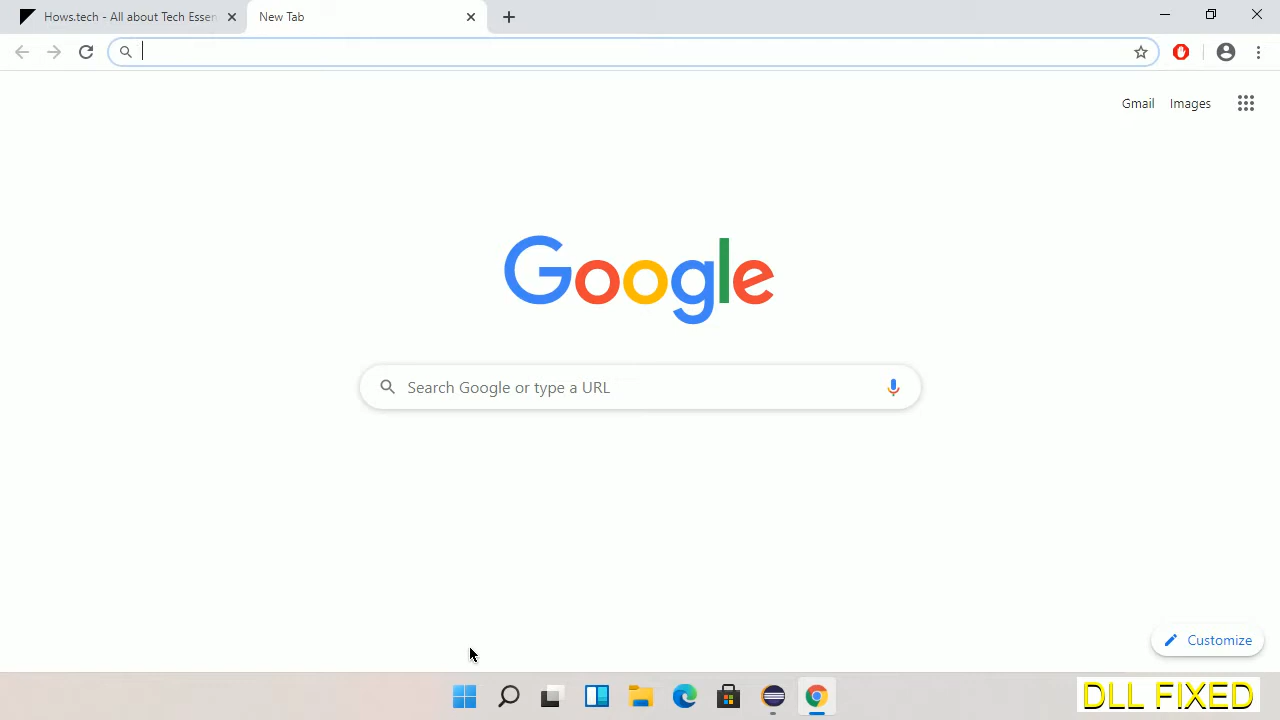 Hows.tech - All about Tech Essen
New Tab
Gmail
Images
Google
Search Google or type a URL
Customize
DLL FIXED